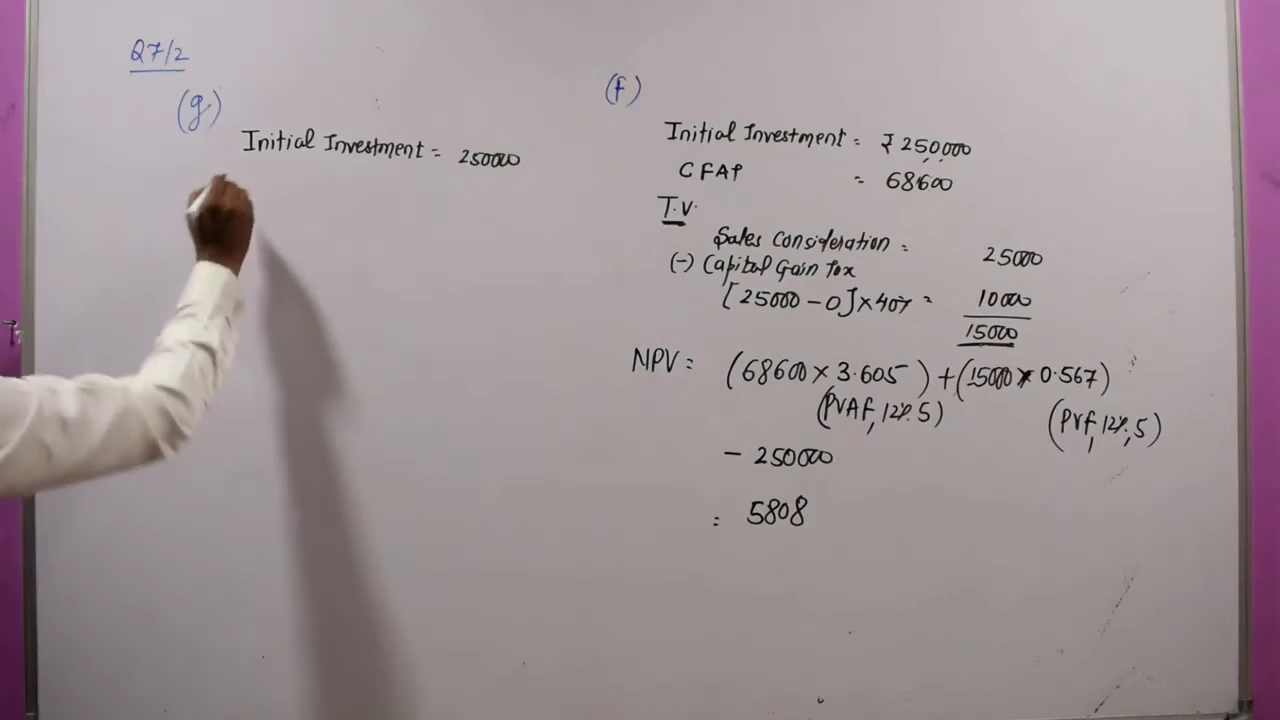 Q7/2
(g)
Initial Investment = 250000
(f)
Initial Investment = ₹ 250,000
CFAP = 68600
T.V.
Sales Consideration = 25000
(-) Capital Gain Tax
[25000 - 0] × 40% = 10000
15000
NPV = (68600 × 3.605) + (15000 × 0.567)
(PVAF, 12%, 5) (PVF, 12%, 5)
- 250000
= 5808